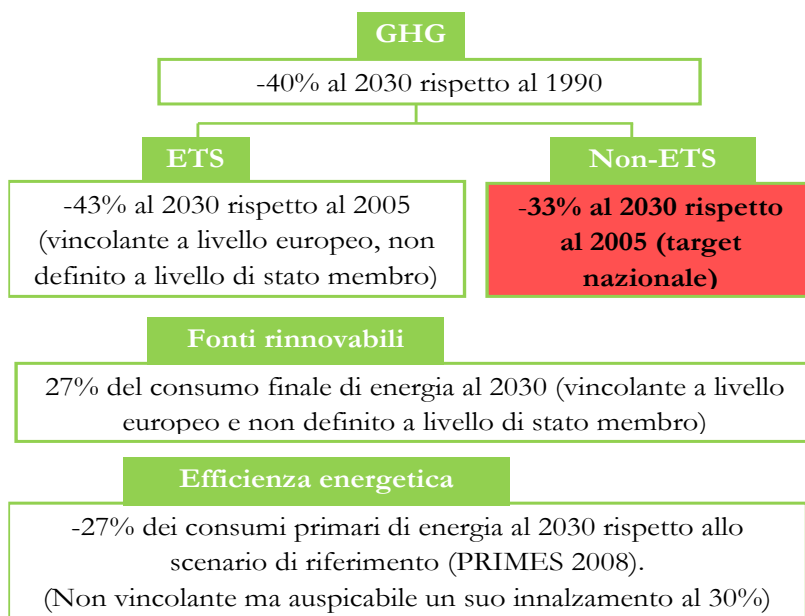 GHG
-40% al 2030 rispetto al 1990
ETS
-43% al 2030 rispetto al 2005
(vincolante a livello europeo, non
definito a livello di stato membro)
Non-ETS
-33% al 2030 rispetto
al 2005 (target
nazionale)
Fonti rinnovabili
27% del consumo finale di energia al 2030 (vincolante a livello
europeo e non definito a livello di stato membro)
Efficienza energetica
-27% dei consumi primari di energia al 2030 rispetto allo
scenario di riferimento (PRIMES 2008).
(Non vincolante ma auspicabile un suo innalzamento al 30%)